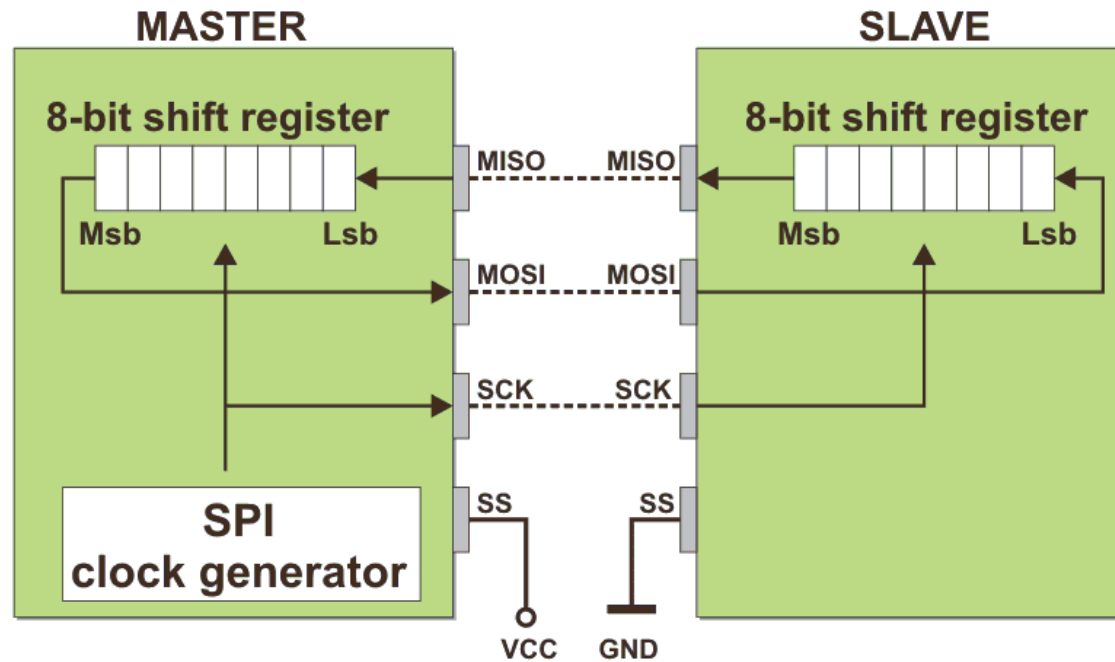 MASTER
SLAVE
8-bit shift register
8-bit shift register
MISO
MISO
Msb
Lsb
Msb
Lsb
MOSI
MOSI
SCK
SCK
SPI
clock generator
SS
SS
VCC
GND